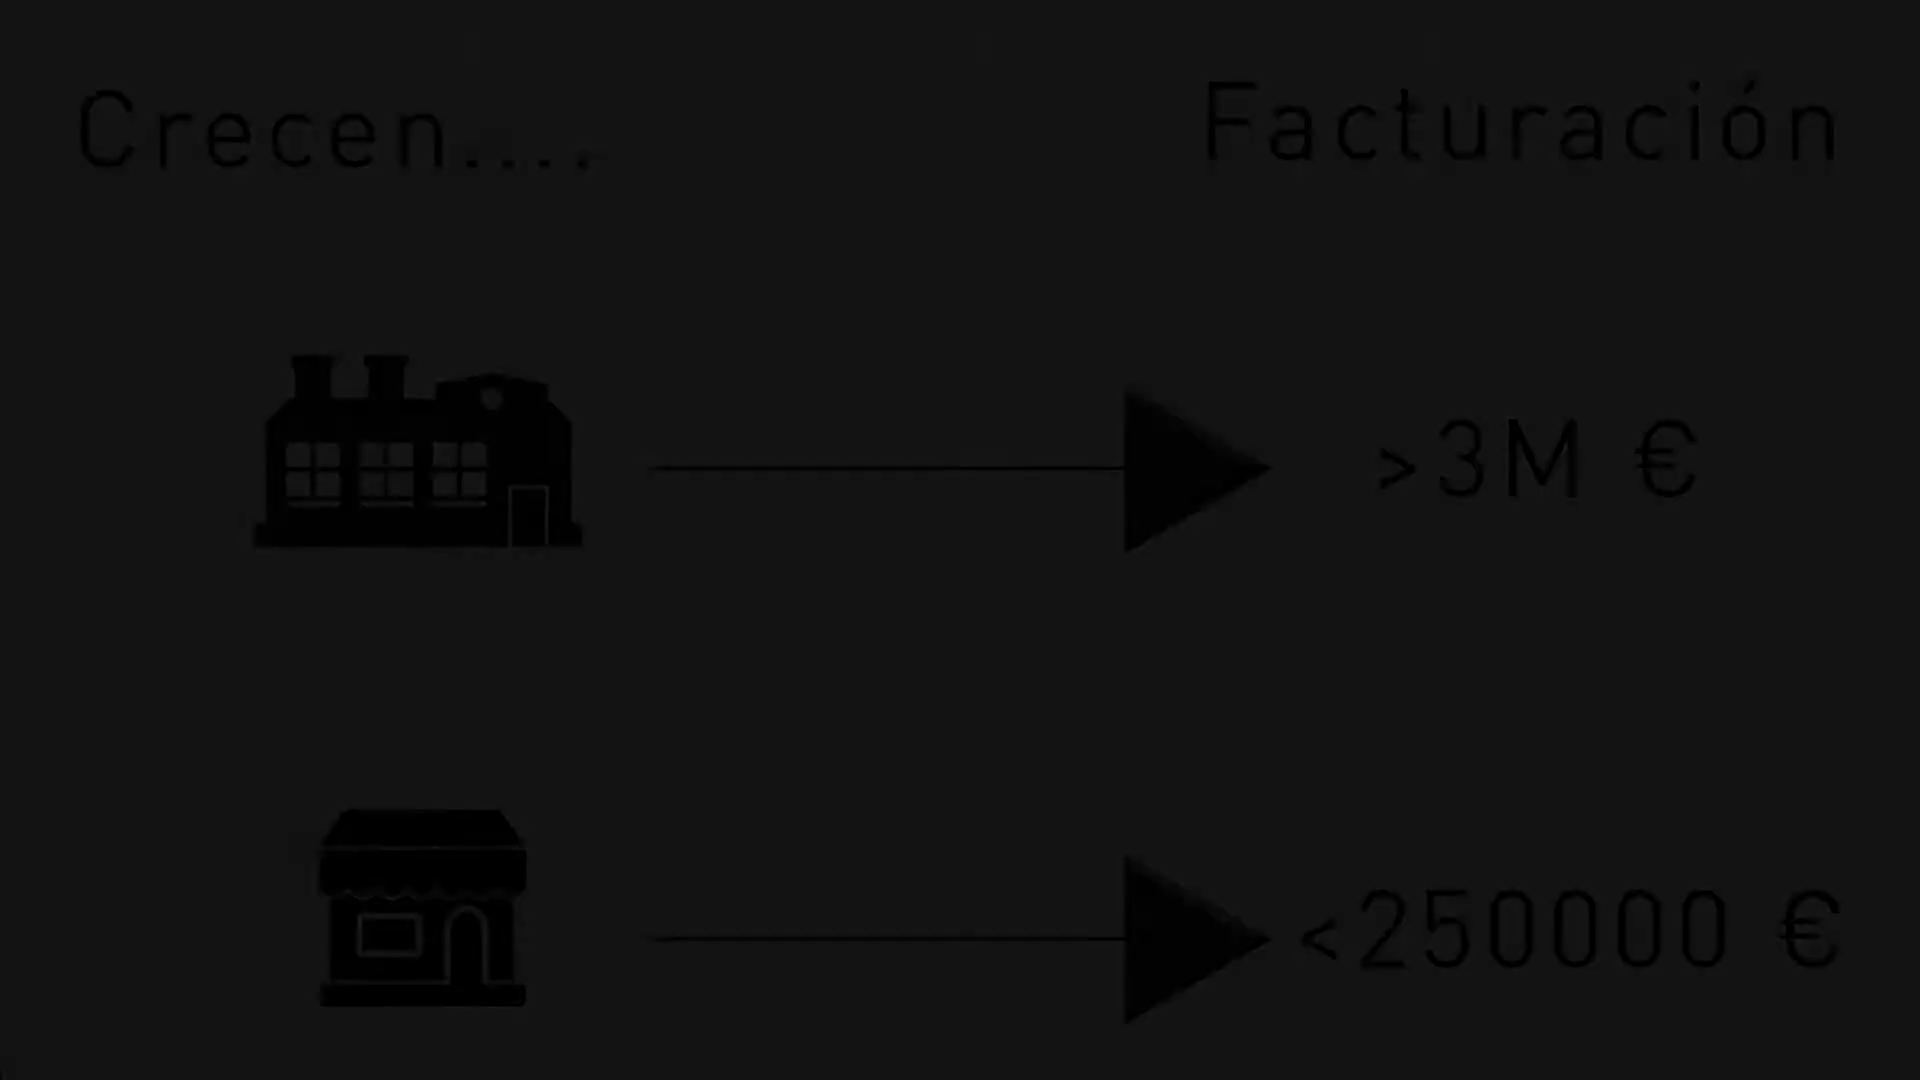 Crecen....
Facturación
>3M €
<250000 €